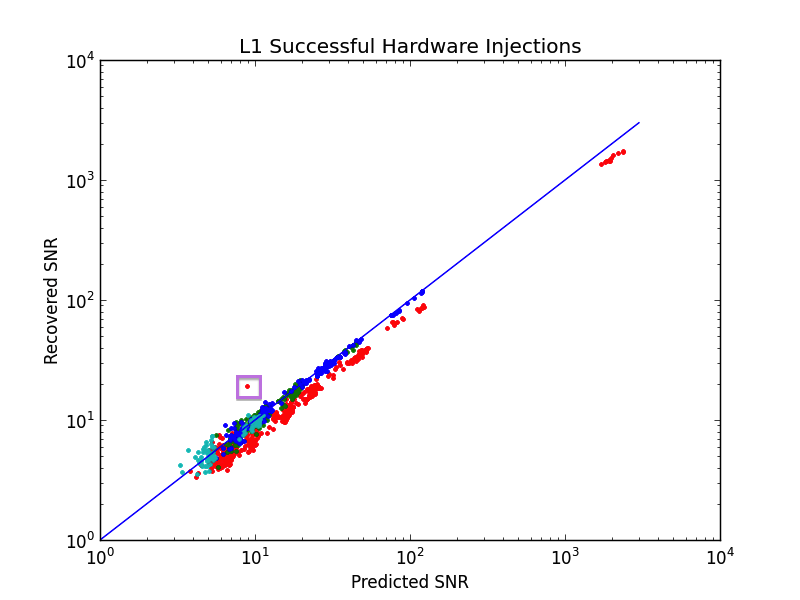 L1 Successful Hardware Injections
10^4
10^3
10^2
10^1
10^0
Recovered SNR
10^0 10^1 10^2 10^3 10^4
Predicted SNR